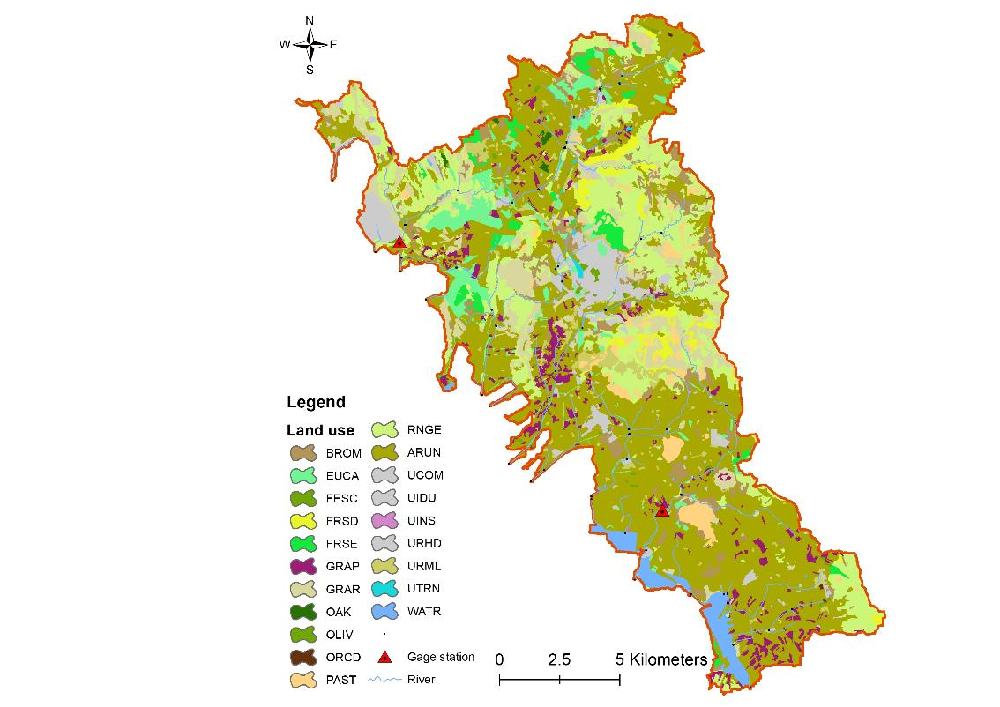 N
W E
S
Legend
Land use
BROM
EUCA
FESC
FRSD
FRSE
GRAP
GRAR
OAK
OLIV
ORCD
PAST
RNGE
ARUN
UCOM
UIDU
UINS
URHD
URML
UTRN
WATR
Gage station
River
0 2.5 5 Kilometers